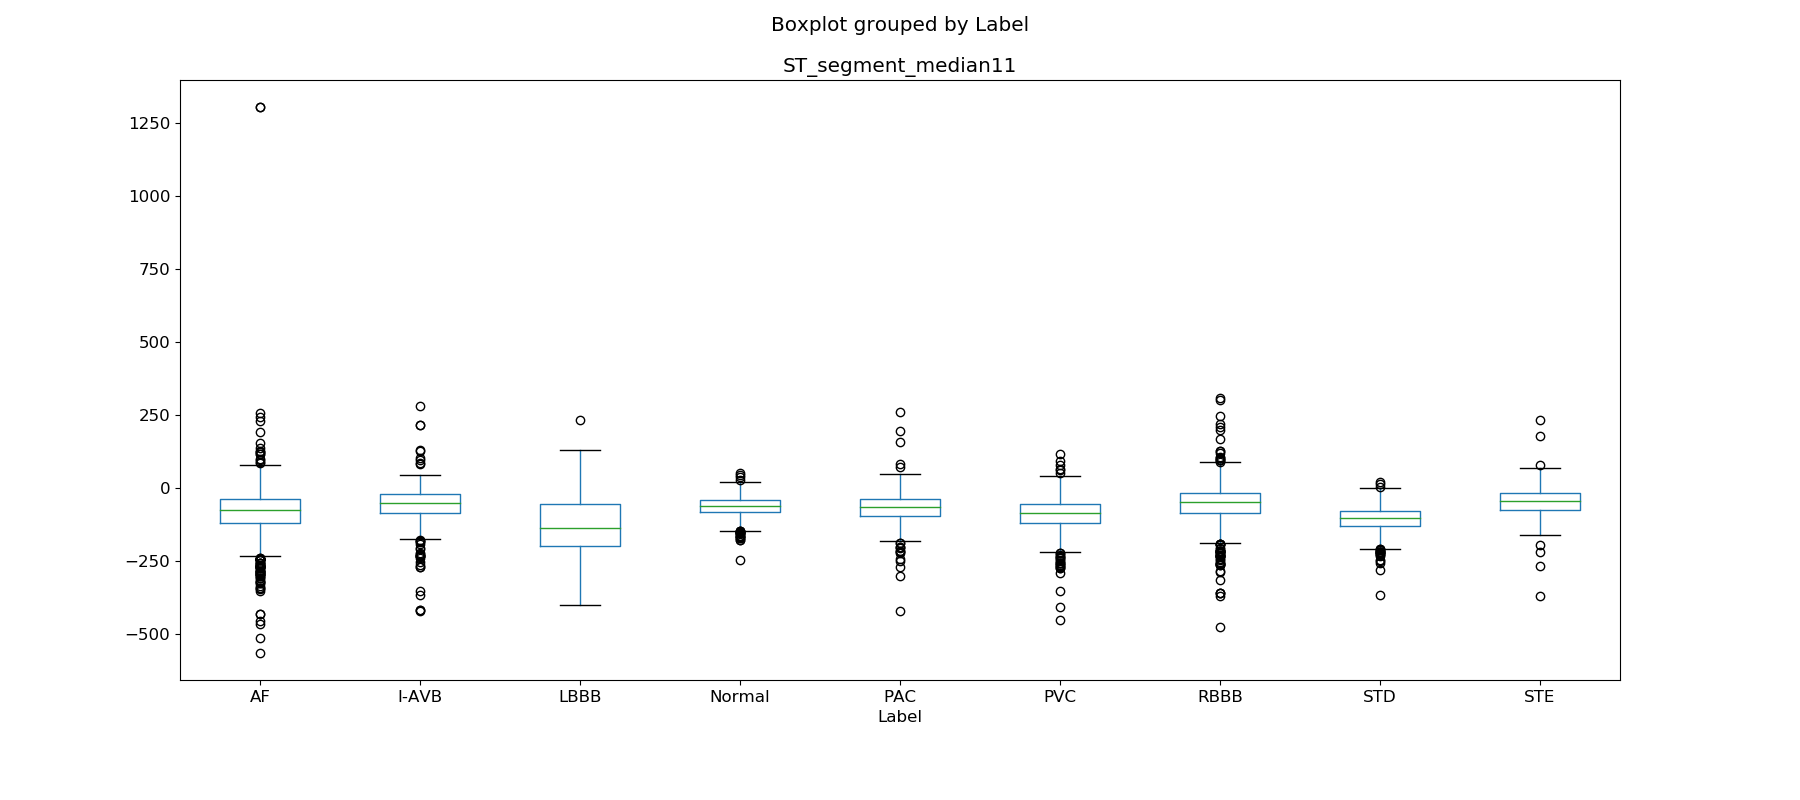 Boxplot grouped by Label
ST_segment_median11
1250
1000
750
500
250
0
−250
−500
AF I-AVB LBBB Normal PAC PVC RBBB STD STE
Label